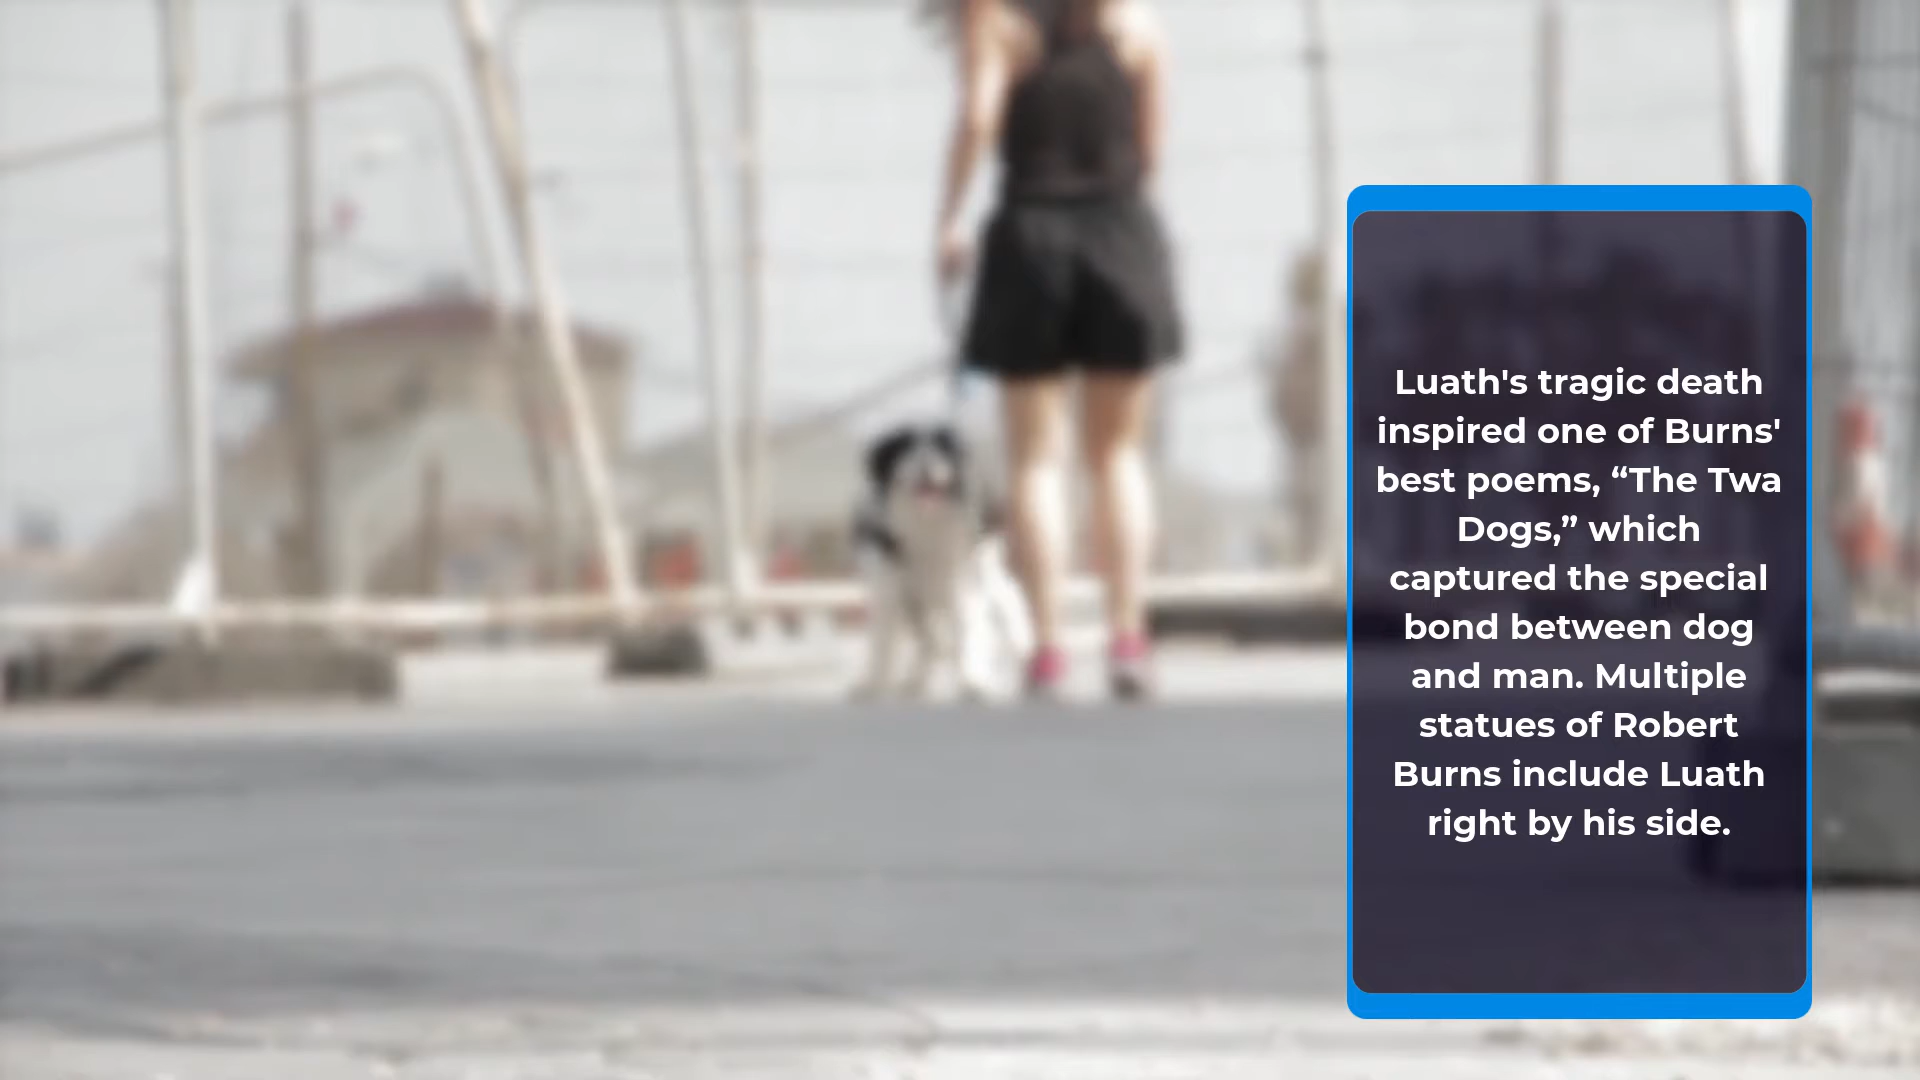 Luath's tragic death
inspired one of Burns'
best poems, “The Twa
Dogs,” which
captured the special
bond between dog
and man. Multiple
statues of Robert
Burns include Luath
right by his side.